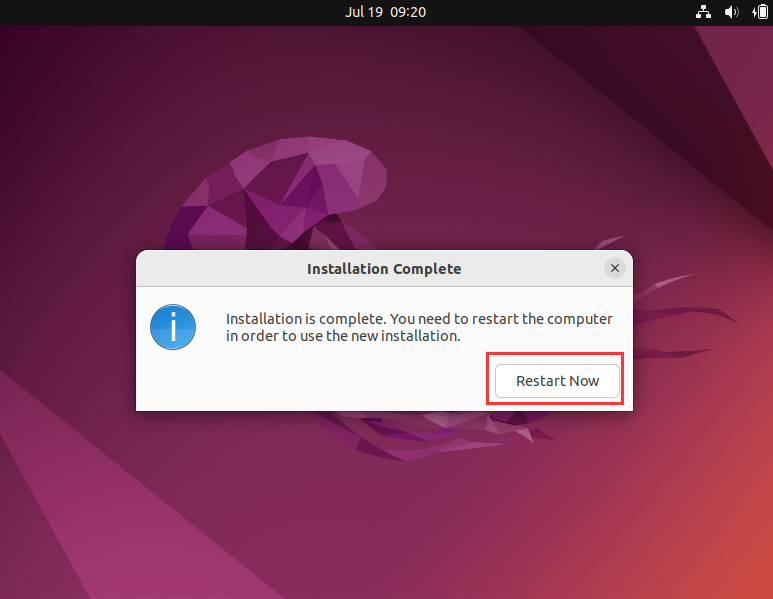 Jul 19 09:20
Installation Complete
Installation is complete. You need to restart the computer
in order to use the new installation.
Restart Now